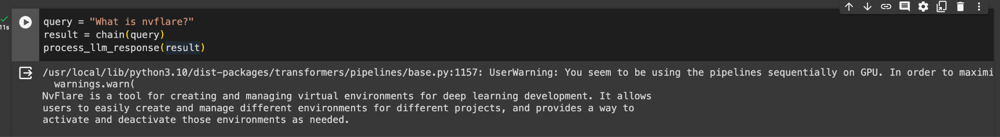 query = "What is nvflare?"
11s
result = chain(query)
process_llm_response(result)
/usr/local/lib/python3.10/dist-packages/transformers/pipelines/base.py:1157: UserWarning: You seem to be using the pipelines sequentially on GPU. In order to maximi
warnings.warn(
NvFlare is a tool for creating and managing virtual environments for deep learning development. It allows
users to easily create and manage different environments for different projects, and provides a way to
activate and deactivate those environments as needed.